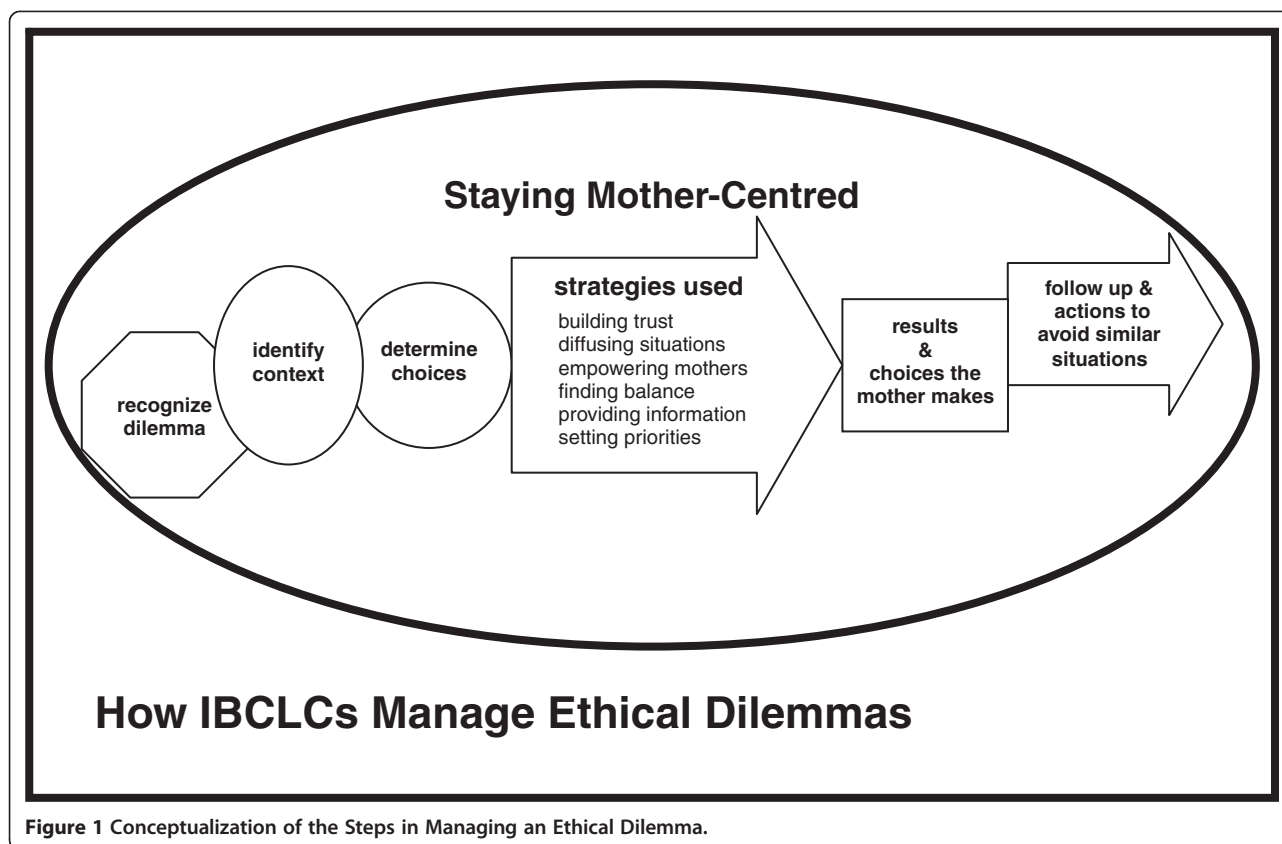 Staying Mother-Centred
recognize
dilemma
identify
context
determine
choices
strategies used
building trust
diffusing situations
empowering mothers
finding balance
providing information
setting priorities
results
&
choices the
mother makes
follow up &
actions to
avoid similar
situations
How IBCLCs Manage Ethical Dilemmas
Figure 1 Conceptualization of the Steps in Managing an Ethical Dilemma.